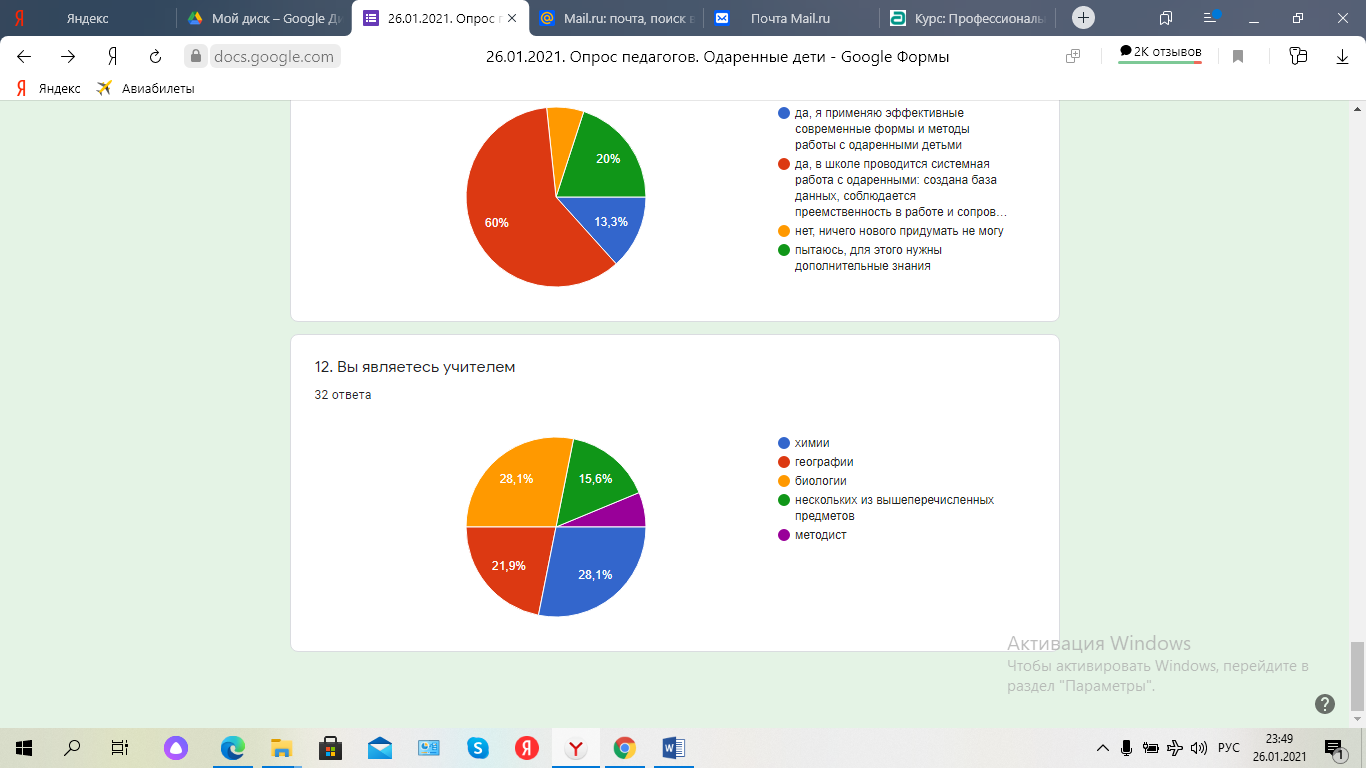 Яндекс
Мой диск – Google Ди
26.01.2021. Опрос п
Mail.ru: почта, поиск в
Почта Mail.ru
Курс: Профессиональ
docs.google.com
26.01.2021. Опрос педагогов. Одаренные дети - Google Формы
2K отзывов
Яндекс
Авиабилеты
да, я применяю эффективные
современные формы и методы
работы с одаренными детьми
да, в школе проводится системная
работа с одаренными: создана база
данных, соблюдается
преемственность в работе и сопров…
нет, ничего нового придумать не могу
пытаюсь, для этого нужны
дополнительные знания
20%
60%
13,3%
12. Вы являетесь учителем
32 ответа
28,1%
15,6%
21,9%
28,1%
химии
географии
биологии
нескольких из вышеперечисленных
предметов
методист
Активация Windows
Чтобы активировать Windows, перейдите в
раздел "Параметры".
РУС
23:49
26.01.2021
1